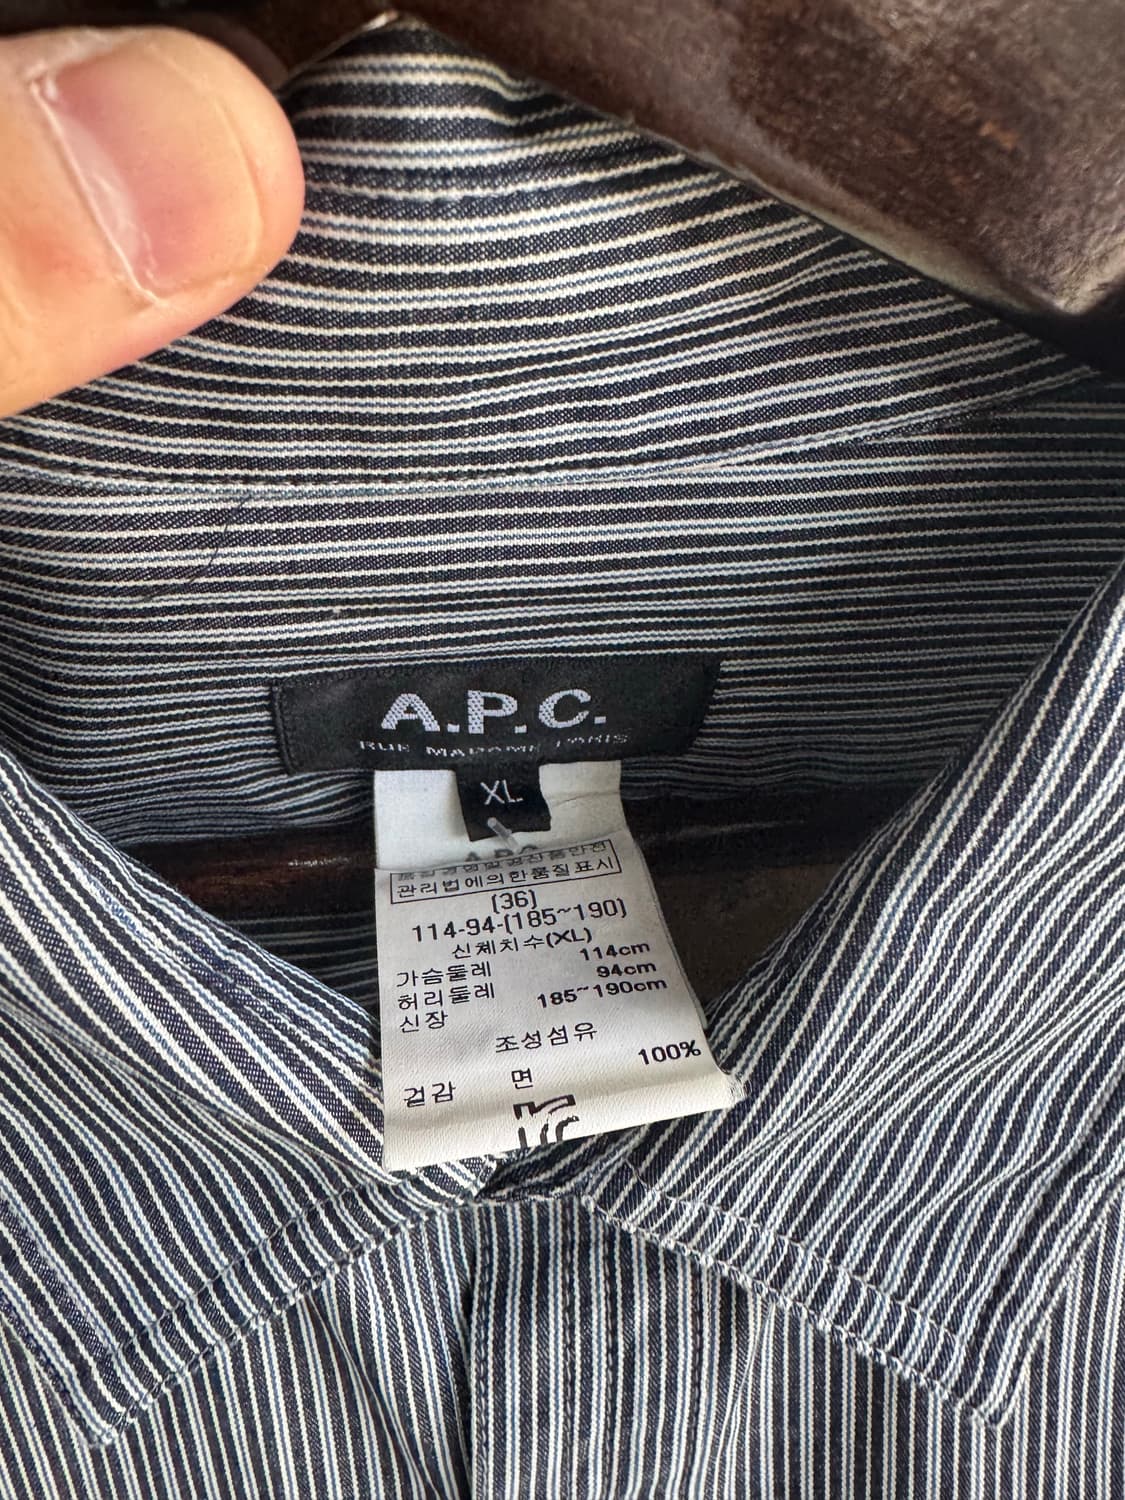 A.P.C.
RUE MADAME PARIS
XL
관리법에의한품질표시
(36)
114-94-(185~190)
신체치수(XL)
가슴둘레 114cm
허리둘레 94cm
신장 185~190cm
조성섬유
겉감 면 100%